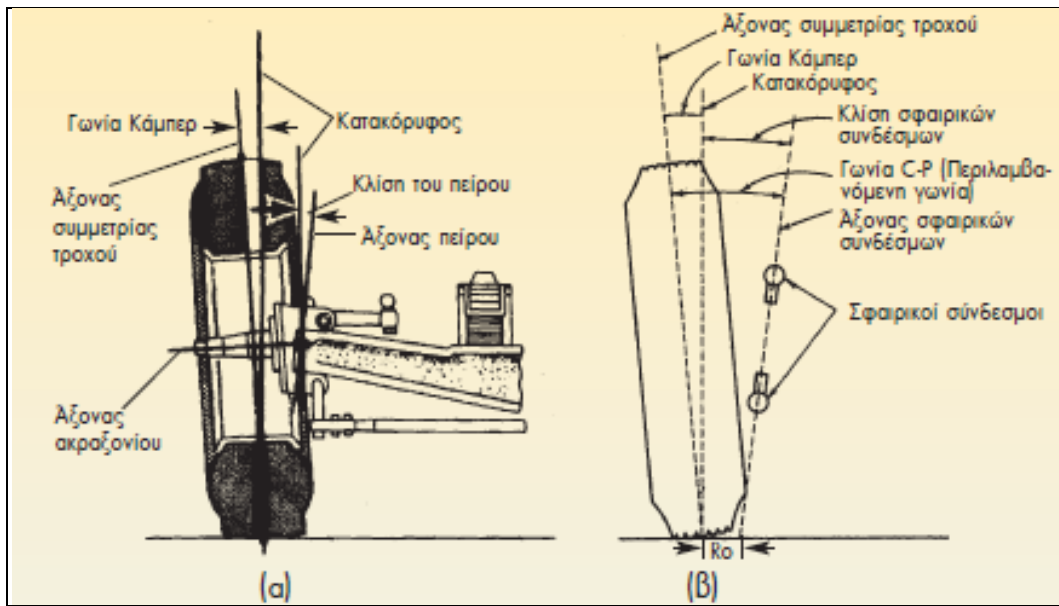 Γωνία Κάμπερ
Κατακόρυφος
Άξονας
συμμετρίας
τροχού
Κλίση του πείρου
Άξονας πείρου
Άξονας
ακραξονίου
(α)
Άξονας συμμετρίας τροχού
Γωνία Κάμπερ
Κατακόρυφος
Κλίση σφαιρικών
συνδέσμων
Γωνία C-P (Περιλαμβα-
νόμενη γωνία)
Άξονας σφαιρικών
συνδέσμων
Σφαιρικοί σύνδεσμοι
Ro
(β)